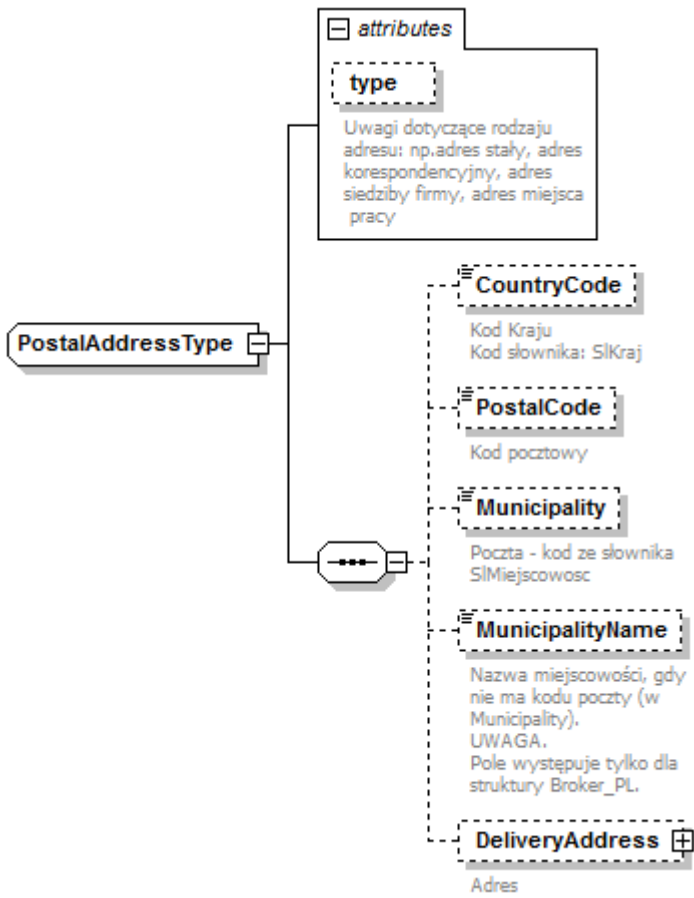 attributes
type
Uwagi dotyczące rodzaju
adresu: np.adres stały, adres
korespondencyjny, adres
siedziby firmy, adres miejsca
pracy
PostalAddressType
CountryCode
Kod Kraju
Kod słownika: SlKraj
PostalCode
Kod pocztowy
Municipality
Poczta - kod ze słownika
SlMiejscowosc
MunicipalityName
Nazwa miejscowości, gdy
nie ma kodu poczty (w
Municipality).
UWAGA.
Pole występuje tylko dla
struktury Broker_PL.
DeliveryAddress
Adres